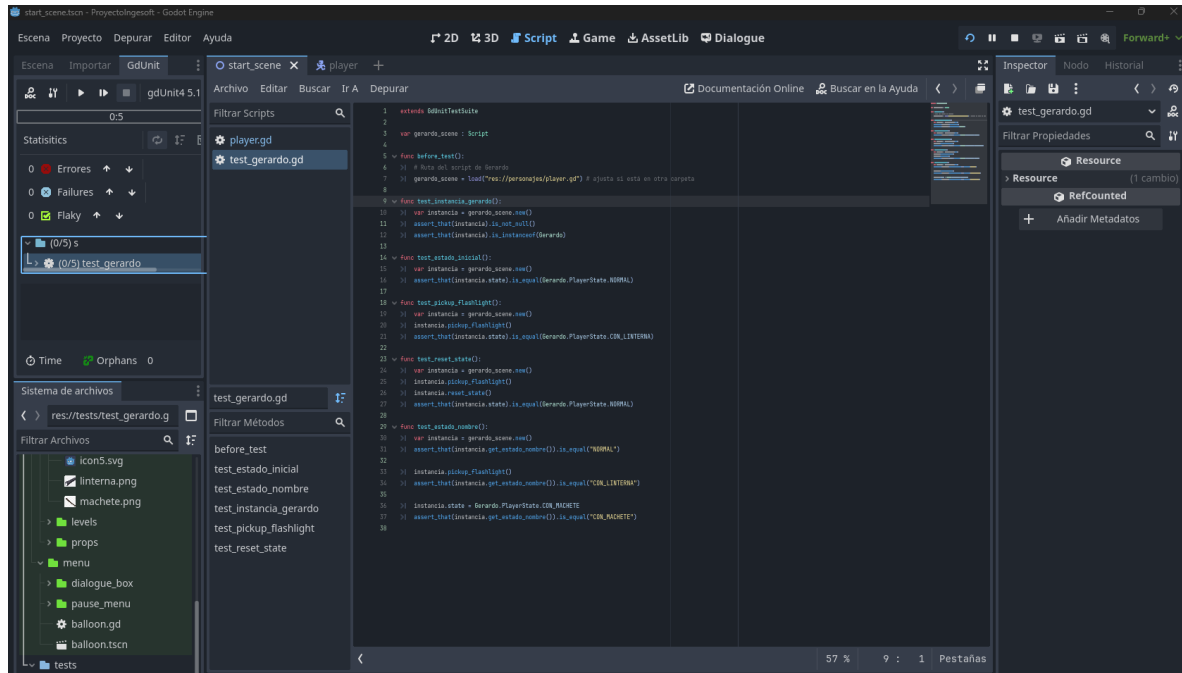 start_scene.tscn - ProyectoIngesoft - Godot Engine
Escena Proyecto Depurar Editor Ayuda
2D 3D Script Game AssetLib Dialogue
Forward+
Escena Importar GdUnit
gdUnit4 5.1
0:5
Statisitics
0 Errores
0 Failures
0 Flaky
(0/5) s
(0/5) test_gerardo
Time Orphans 0
Sistema de archivos
res://tests/test_gerardo.g
Filtrar Archivos
icon5.svg
linterna.png
machete.png
levels
props
menu
dialogue_box
pause_menu
balloon.gd
balloon.tscn
tests
start_scene player
Archivo Editar Buscar Ir A Depurar
Documentación Online Buscar en la Ayuda
Filtrar Scripts
player.gd
test_gerardo.gd
test_gerardo.gd
Filtrar Métodos
before_test
test_estado_inicial
test_estado_nombre
test_instancia_gerardo
test_pickup_flashlight
test_reset_state
1 extends GdUnitTestSuite
2
3 var gerardo_scene : Script
4
5 func before_test():
6 # Ruta del script de Gerardo
7 gerardo_scene = load("res://personajes/player.gd") # ajusta si está en otra carpeta
8
9 func test_instancia_gerardo():
10 var instancia = gerardo_scene.new()
11 assert_that(instancia).is_not_null()
12 assert_that(instancia).is_instanceof(Gerardo)
13
14 func test_estado_inicial():
15 var instancia = gerardo_scene.new()
16 assert_that(instancia.state).is_equal(Gerardo.PlayerState.NORMAL)
17
18 func test_pickup_flashlight():
19 var instancia = gerardo_scene.new()
20 instancia.pickup_flashlight()
21 assert_that(instancia.state).is_equal(Gerardo.PlayerState.CON_LINTERNA)
22
23 func test_reset_state():
24 var instancia = gerardo_scene.new()
25 instancia.pickup_flashlight()
26 instancia.reset_state()
27 assert_that(instancia.state).is_equal(Gerardo.PlayerState.NORMAL)
28
29 func test_estado_nombre():
30 var instancia = gerardo_scene.new()
31 assert_that(instancia.get_estado_nombre()).is_equal("NORMAL")
32
33 instancia.pickup_flashlight()
34 assert_that(instancia.get_estado_nombre()).is_equal("CON_LINTERNA")
35
36 instancia.state = Gerardo.PlayerState.CON_MACHETE
37 assert_that(instancia.get_estado_nombre()).is_equal("CON_MACHETE")
38
57 % 9 : 1 Pestañas
Inspector Nodo Historial
test_gerardo.gd
Filtrar Propiedades
Resource
Resource (1 cambio)
RefCounted
Añadir Metadatos